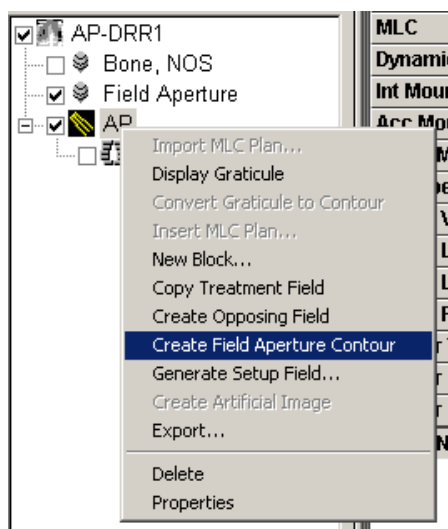 AP-DRR1
Bone, NOS
Field Aperture
AP
Import MLC Plan...
Display Graticule
Convert Graticule to Contour
Insert MLC Plan...
New Block...
Copy Treatment Field
Create Opposing Field
Create Field Aperture Contour
Generate Setup Field...
Create Artificial Image
Export...
Delete
Properties
MLC
Dynami
Int Moun
Acc Mou